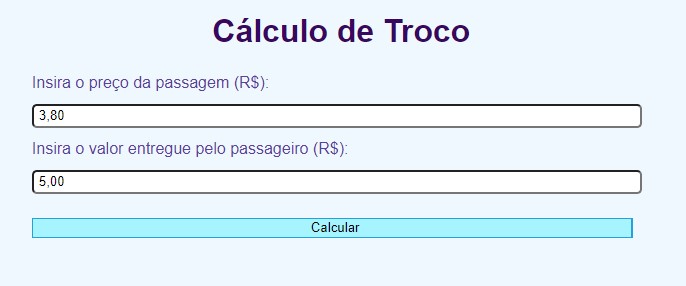 Cálculo de Troco
Insira o preço da passagem (R$):
3,80
Insira o valor entregue pelo passageiro (R$):
5,00
Calcular